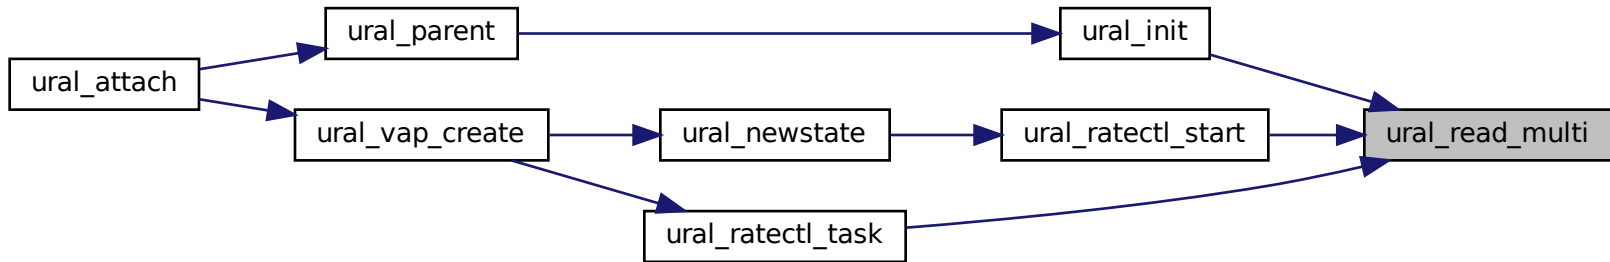 ural_parent
ural_init
ural_attach
ural_vap_create
ural_newstate
ural_ratectl_start
ural_read_multi
ural_ratectl_task